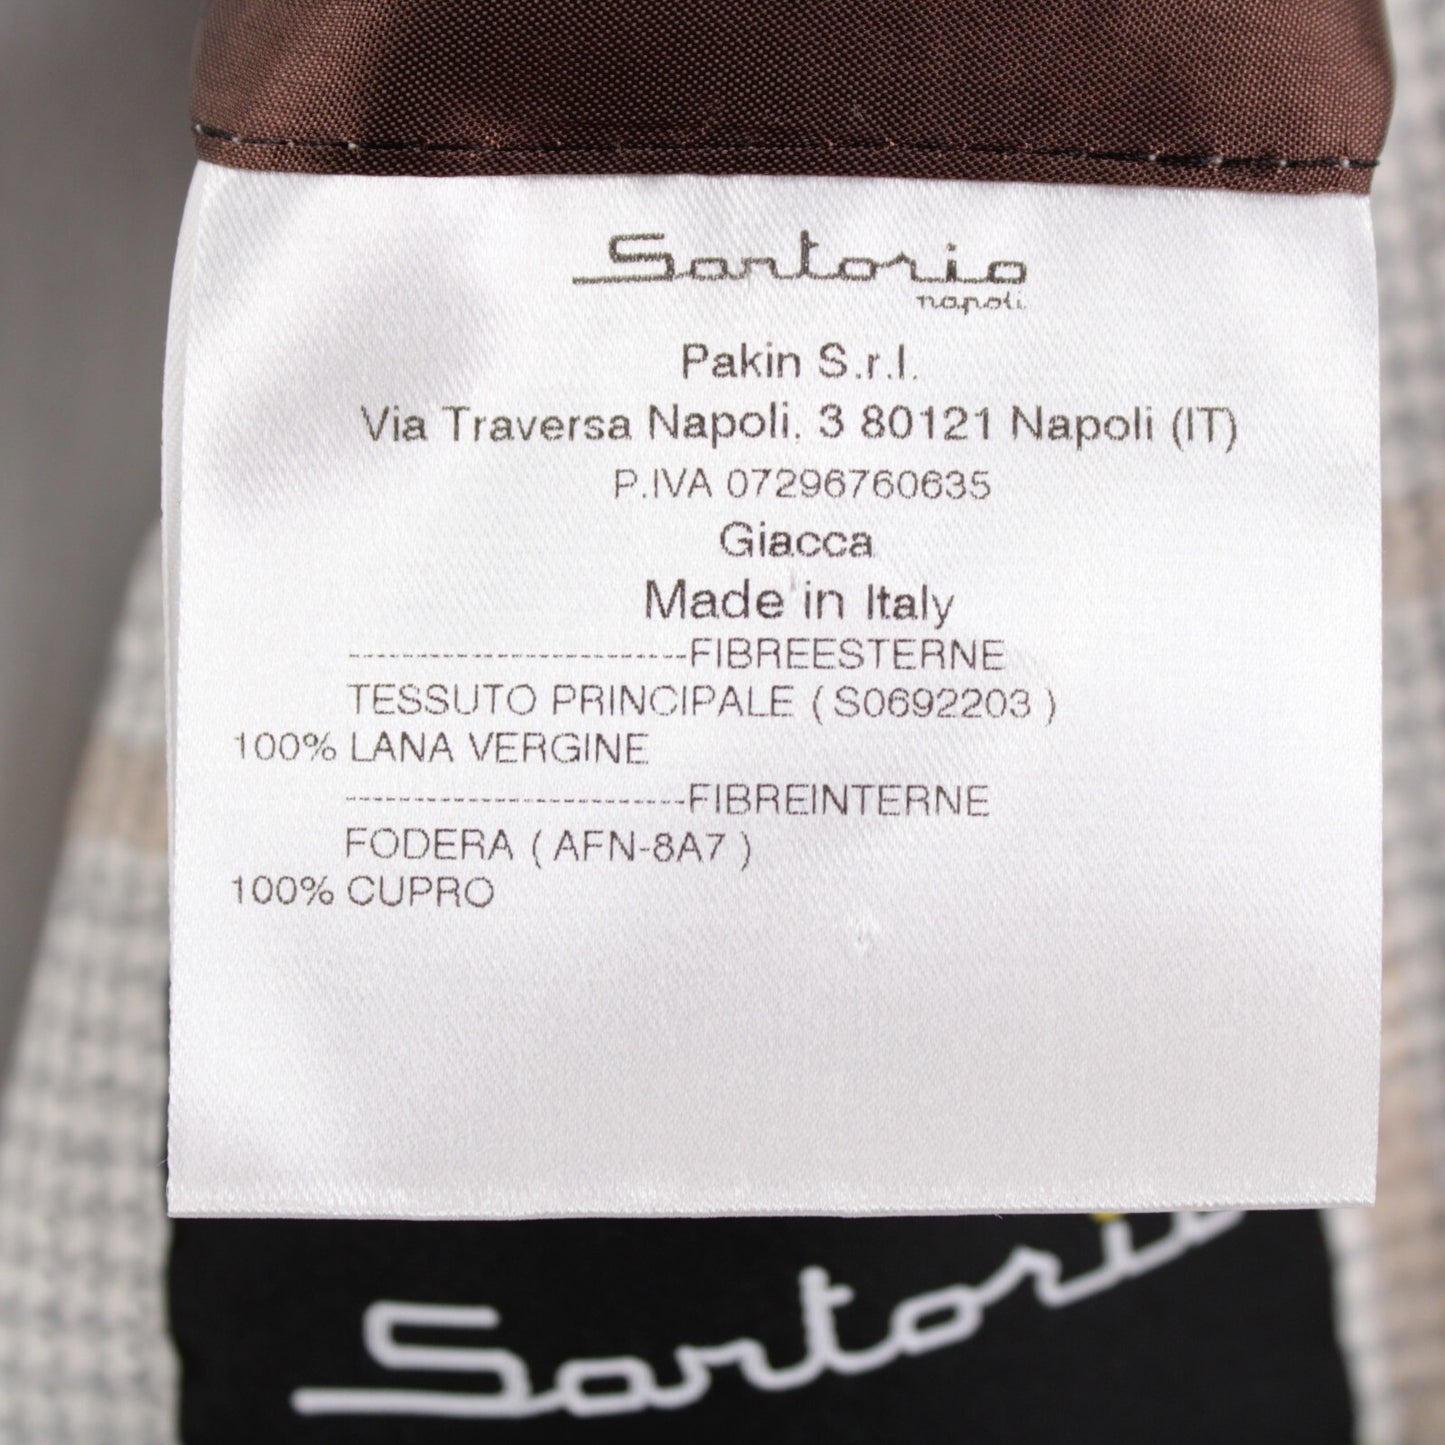 Sartorio
napoli
Pakin S.r.l.
Via Traversa Napoli, 3 80121 Napoli (IT)
P.IVA 07296760635
Giacca
Made in Italy
-------------------------FIBREESTERNE
TESSUTO PRINCIPALE ( S0692203 )
100% LANA VERGINE
-------------------------FIBREINTERNE
FODERA ( AFN-8A7 )
100% CUPRO
Sartorio